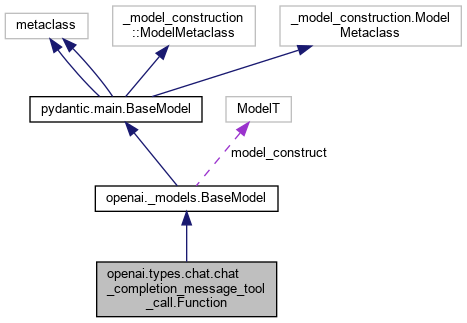 metaclass
_model_construction
::ModelMetaclass
_model_construction.Model
Metaclass
pydantic.main.BaseModel
ModelT
model_construct
openai._models.BaseModel
openai.types.chat.chat
_completion_message_tool
_call.Function